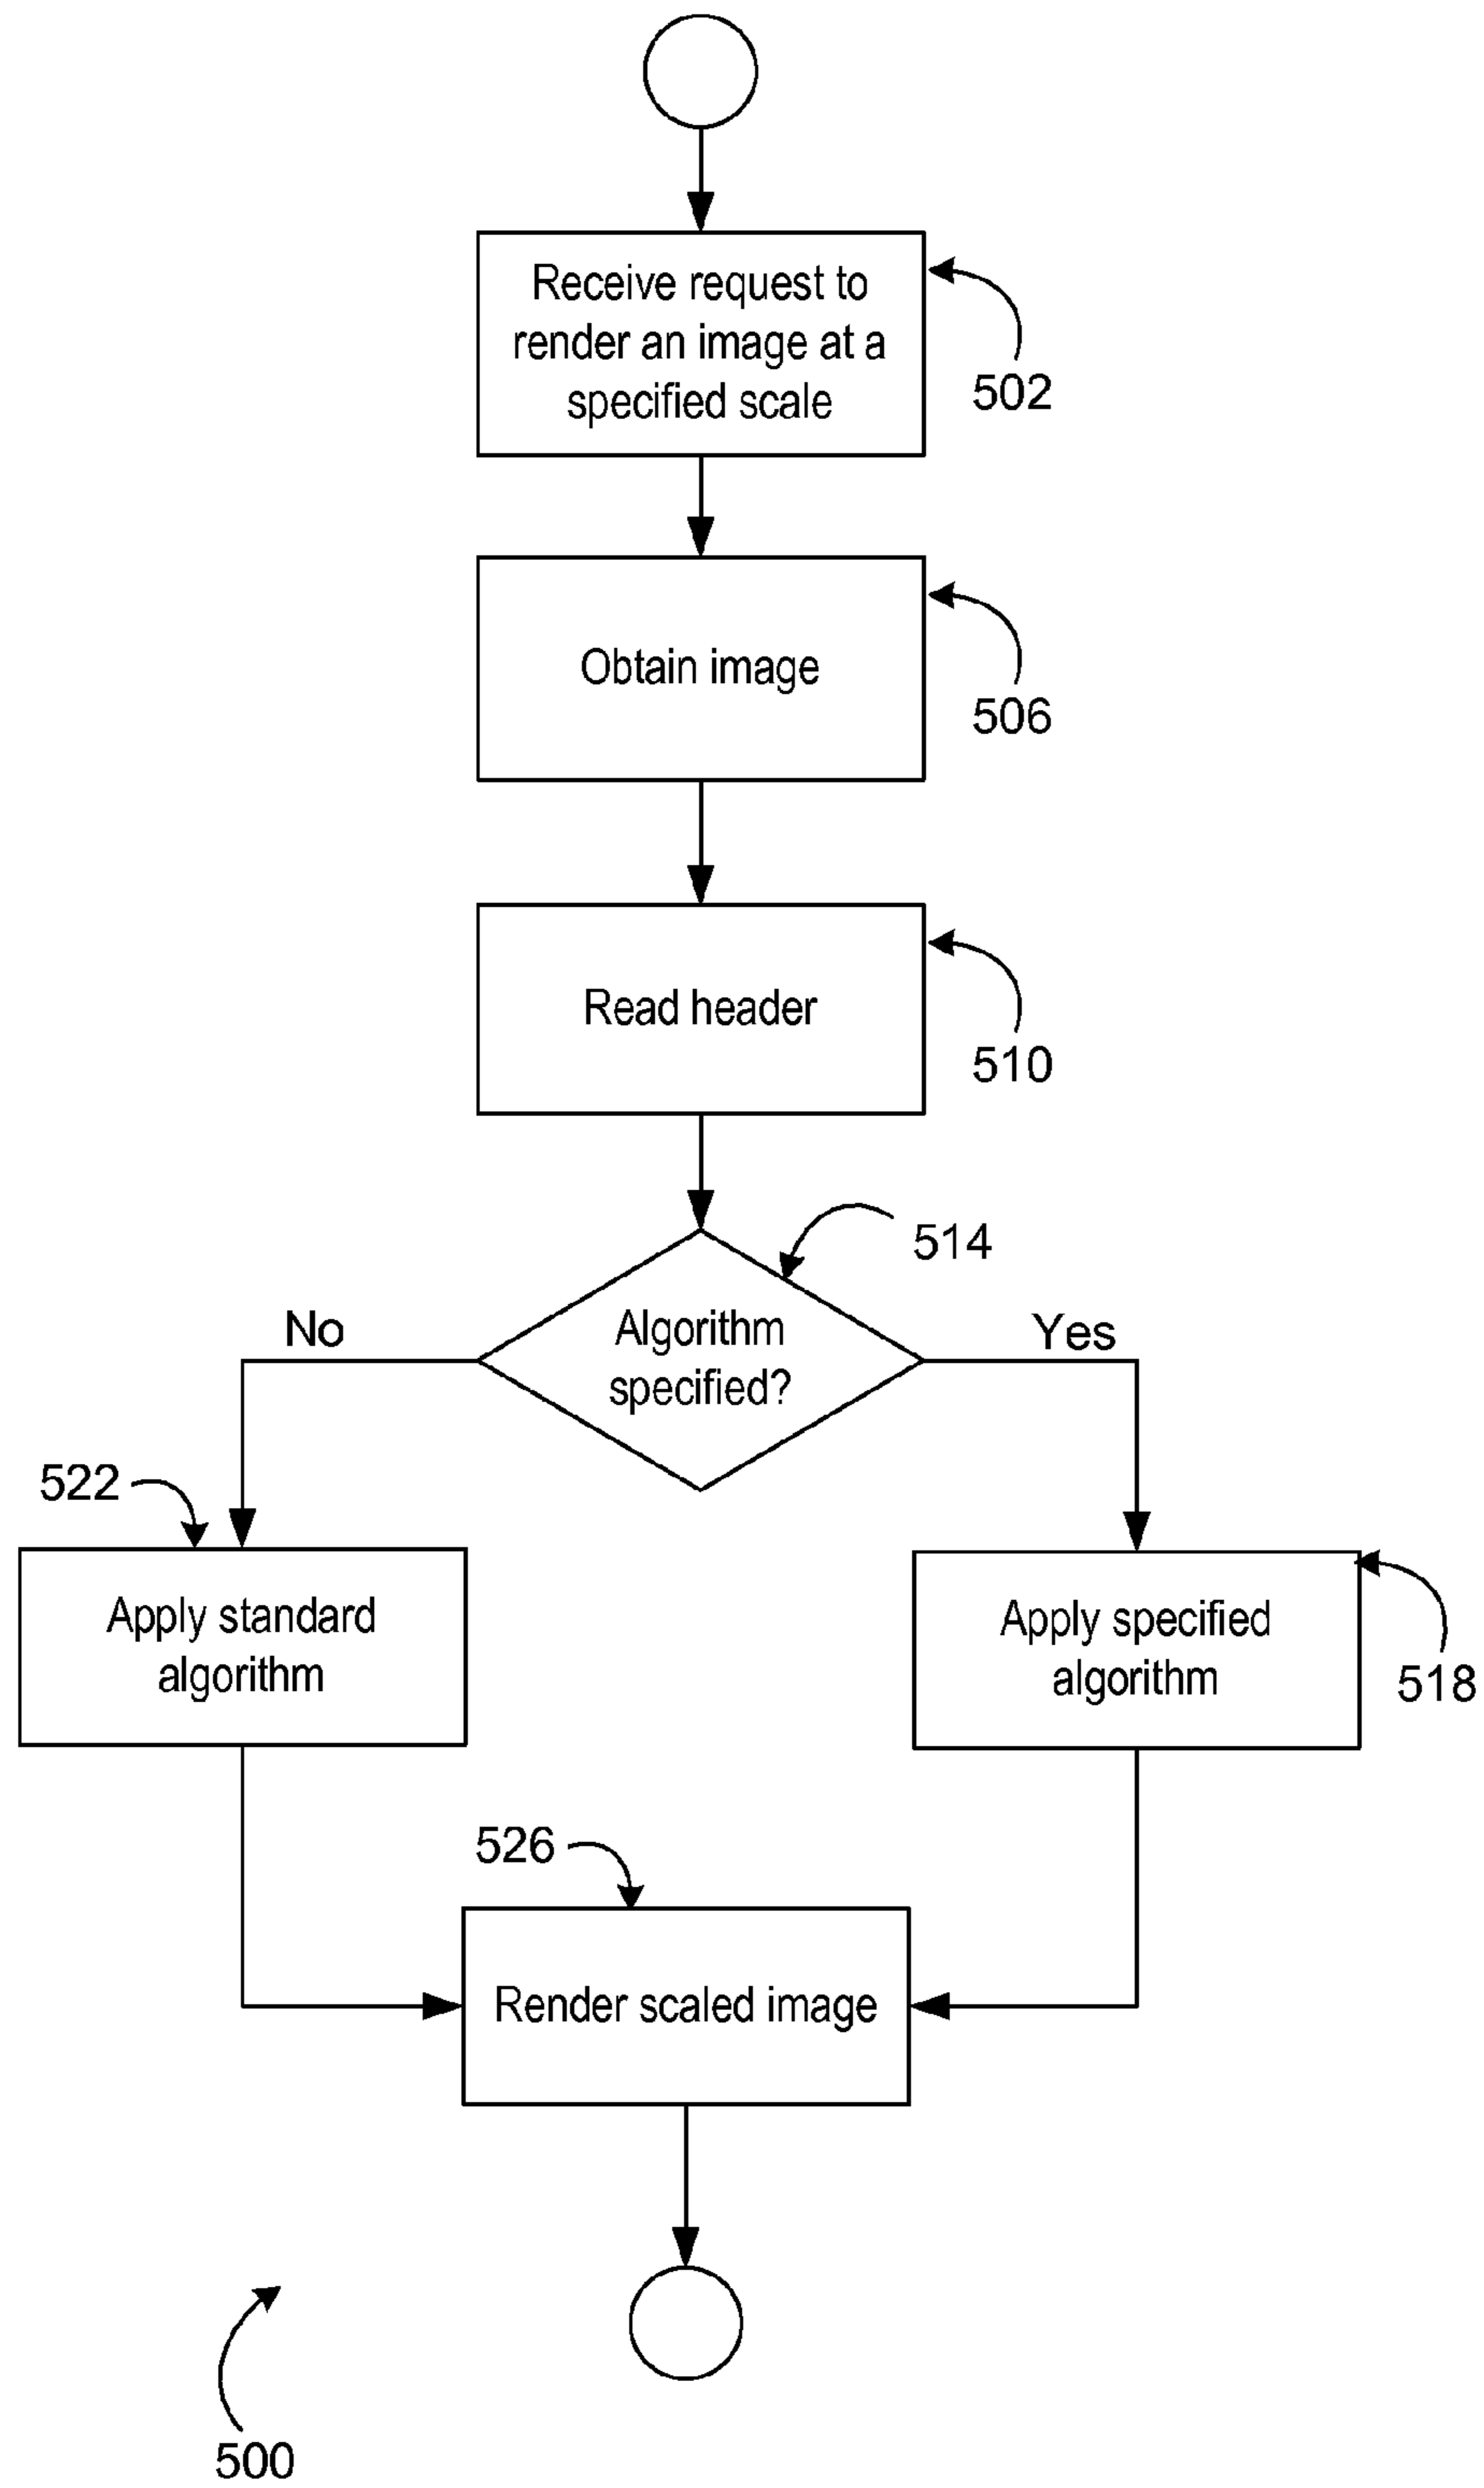 Receive request to
render an image at a
specified scale
502
Obtain image
506
Read header
510
514
Algorithm
specified?
No
Yes
522
Apply standard
algorithm
Apply specified
algorithm
518
526
Render scaled image
500